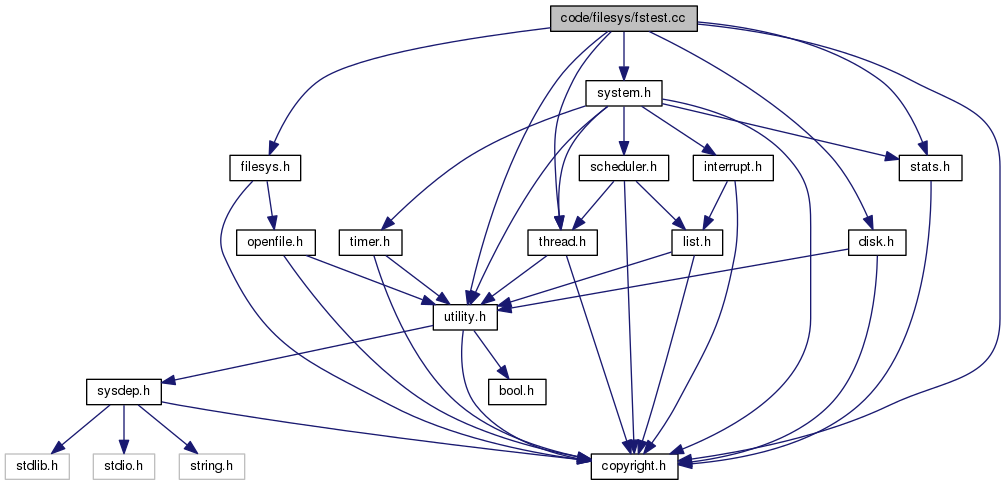 code/filesys/fstest.cc
system.h
filesys.h
scheduler.h
interrupt.h
stats.h
openfile.h
timer.h
thread.h
list.h
disk.h
utility.h
sysdep.h
bool.h
stdlib.h
stdio.h
string.h
copyright.h